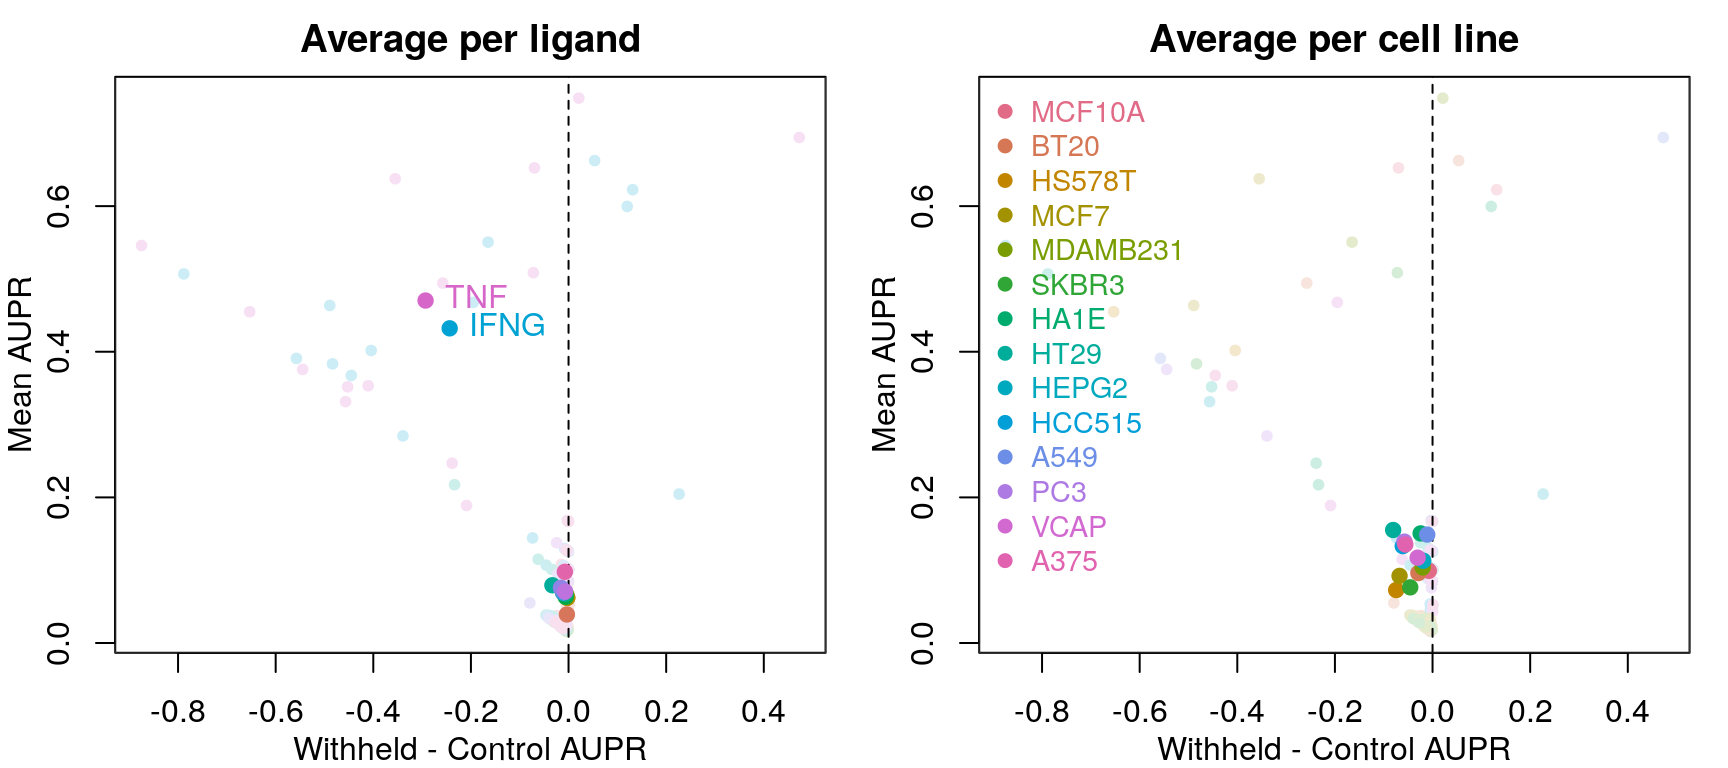 Average per ligand
Mean AUPR
0.6
0.4
0.2
0.0
TNF
IFNG
-0.8 -0.6 -0.4 -0.2 0.0 0.2 0.4
Withheld - Control AUPR
Average per cell line
Mean AUPR
0.6
0.4
0.2
0.0
MCF10A
BT20
HS578T
MCF7
MDAMB231
SKBR3
HA1E
HT29
HEPG2
HCC515
A549
PC3
VCAP
A375
-0.8 -0.6 -0.4 -0.2 0.0 0.2 0.4
Withheld - Control AUPR